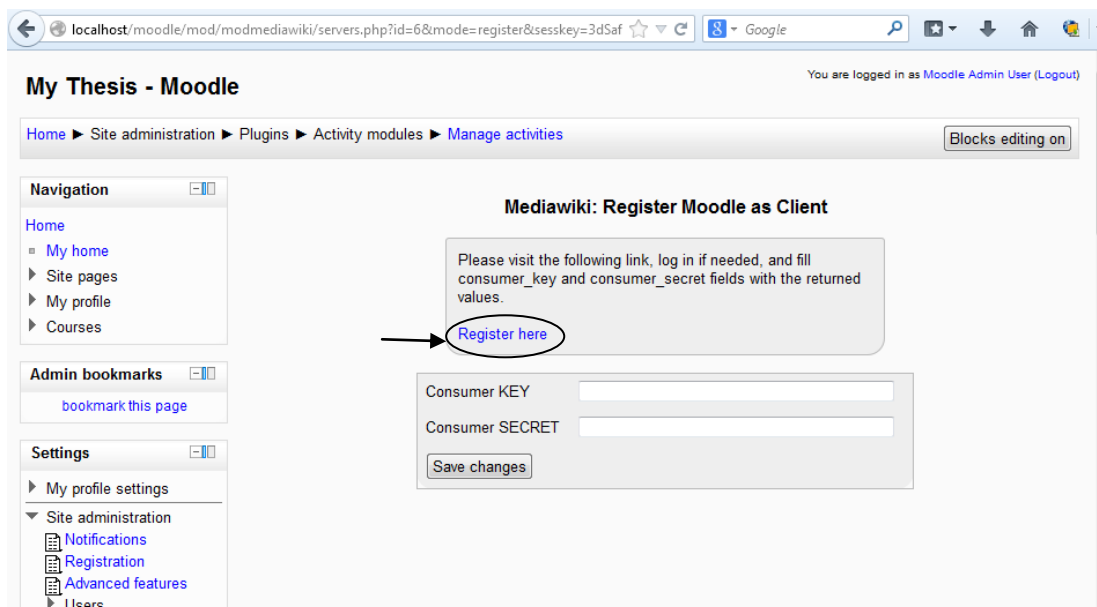 localhost/moodle/mod/modmediawiki/servers.php?id=6&mode=register&sesskey=3dSaf
8 Google
My Thesis - Moodle
You are logged in as Moodle Admin User (Logout)
Home ► Site administration ► Plugins ► Activity modules ► Manage activities
Blocks editing on
Navigation
Home
My home
Site pages
My profile
Courses
Admin bookmarks
bookmark this page
Settings
My profile settings
Site administration
Notifications
Registration
Advanced features
Users
Mediawiki: Register Moodle as Client
Please visit the following link, log in if needed, and fill
consumer_key and consumer_secret fields with the returned
values.
Register here
Consumer KEY
Consumer SECRET
Save changes